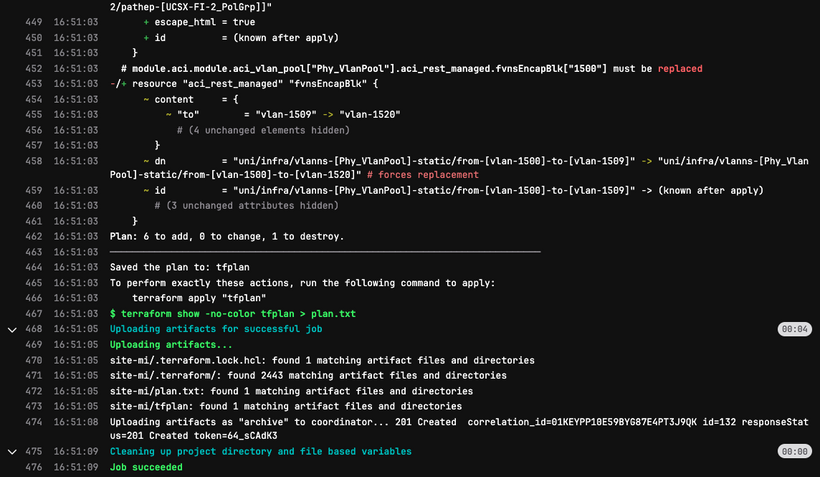 2/pathep-[UCSX-FI-2_PolGrp]]"
449 16:51:03 + escape_html = true
450 16:51:03 + id = (known after apply)
451 16:51:03 }
452 16:51:03 # module.aci.module.aci_vlan_pool["Phy_VlanPool"].aci_rest_managed.fvnsEncapBlk["1500"] must be replaced
453 16:51:03 -/+ resource "aci_rest_managed" "fvnsEncapBlk" {
454 16:51:03 ~ content = {
455 16:51:03 ~ "to" = "vlan-1509" -> "vlan-1520"
456 16:51:03 # (4 unchanged elements hidden)
457 16:51:03 }
458 16:51:03 ~ dn = "uni/infra/vlanns-[Phy_VlanPool]-static/from-[vlan-1500]-to-[vlan-1509]" -> "uni/infra/vlanns-[Phy_Vlan
Pool]-static/from-[vlan-1500]-to-[vlan-1520]" # forces replacement
459 16:51:03 ~ id = "uni/infra/vlanns-[Phy_VlanPool]-static/from-[vlan-1500]-to-[vlan-1509]" -> (known after apply)
460 16:51:03 # (3 unchanged attributes hidden)
461 16:51:03 }
462 16:51:03 Plan: 6 to add, 0 to change, 1 to destroy.
463 16:51:03
464 16:51:03 Saved the plan to: tfplan
465 16:51:03 To perform exactly these actions, run the following command to apply:
466 16:51:03 terraform apply "tfplan"
467 16:51:03 $ terraform show -no-color tfplan > plan.txt
468 16:51:05 Uploading artifacts for successful job 00:04
469 16:51:05 Uploading artifacts...
470 16:51:05 site-mi/.terraform.lock.hcl: found 1 matching artifact files and directories
471 16:51:05 site-mi/.terraform/: found 2443 matching artifact files and directories
472 16:51:05 site-mi/plan.txt: found 1 matching artifact files and directories
473 16:51:05 site-mi/tfplan: found 1 matching artifact files and directories
474 16:51:08 Uploading artifacts as "archive" to coordinator... 201 Created correlation_id=01KEYPP10E59BYG87E4PT3J9QK id=132 responseStat
us=201 Created token=64_sCAdK3
475 16:51:09 Cleaning up project directory and file based variables 00:00
476 16:51:09 Job succeeded